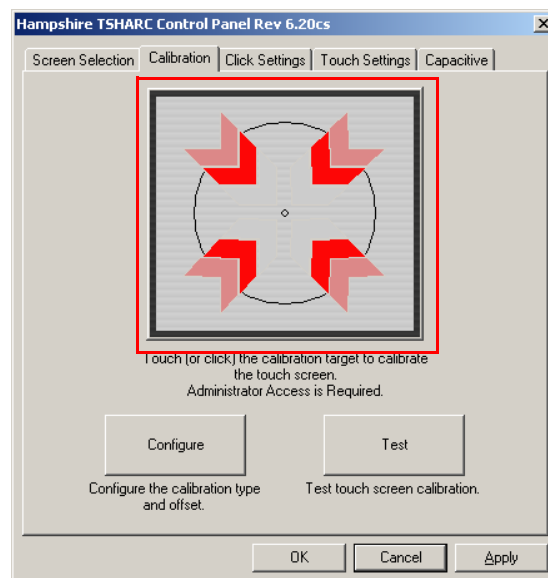 Hampshire TSHARC Control Panel Rev 6.20cs
Screen Selection Calibration Click Settings Touch Settings Capacitive
Touch (or click) the calibration target to calibrate
the touch screen.
Administrator Access is Required.
Configure Test
Configure the calibration type
and offset.
Test touch screen calibration.
OK Cancel Apply